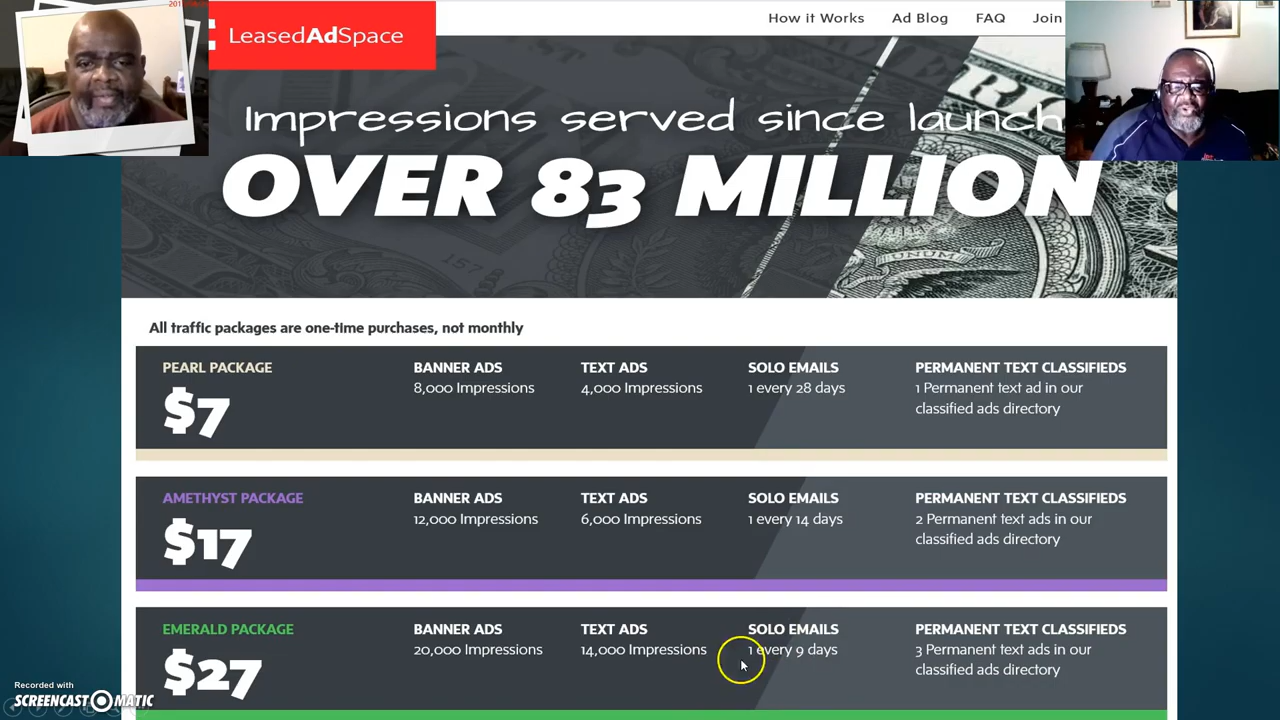 LeasedAdSpace
How it Works Ad Blog FAQ Join
Impressions served since launch
OVER 83 MILLION
All traffic packages are one-time purchases, not monthly
PEARL PACKAGE BANNER ADS TEXT ADS SOLO EMAILS PERMANENT TEXT CLASSIFIEDS
$7 8,000 Impressions 4,000 Impressions 1 every 28 days 1 Permanent text ad in our
classified ads directory
AMETHYST PACKAGE BANNER ADS TEXT ADS SOLO EMAILS PERMANENT TEXT CLASSIFIEDS
$17 12,000 Impressions 6,000 Impressions 1 every 14 days 2 Permanent text ads in our
classified ads directory
EMERALD PACKAGE BANNER ADS TEXT ADS SOLO EMAILS PERMANENT TEXT CLASSIFIEDS
$27 20,000 Impressions 14,000 Impressions 1 every 9 days 3 Permanent text ads in our
classified ads directory
Recorded with
SCREENCAST MATIC